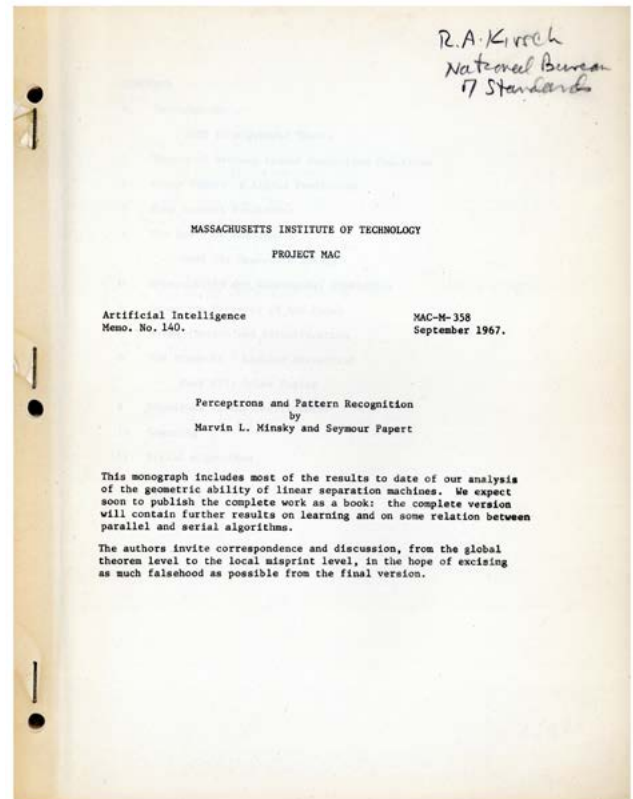 R.A. Kirsch
National Bureau
of Standards
MASSACHUSETTS INSTITUTE OF TECHNOLOGY
PROJECT MAC
Artificial Intelligence MAC-M-358
Memo. No. 140. September 1967.
Perceptrons and Pattern Recognition
by
Marvin L. Minsky and Seymour Papert
This monograph includes most of the results to date of our analysis
of the geometric ability of linear separation machines. We expect
soon to publish the complete work as a book: the complete version
will contain further results on learning and on some relation between
parallel and serial algorithms.
The authors invite correspondence and discussion, from the global
theorem level to the local misprint level, in the hope of excising
as much falsehood as possible from the final version.